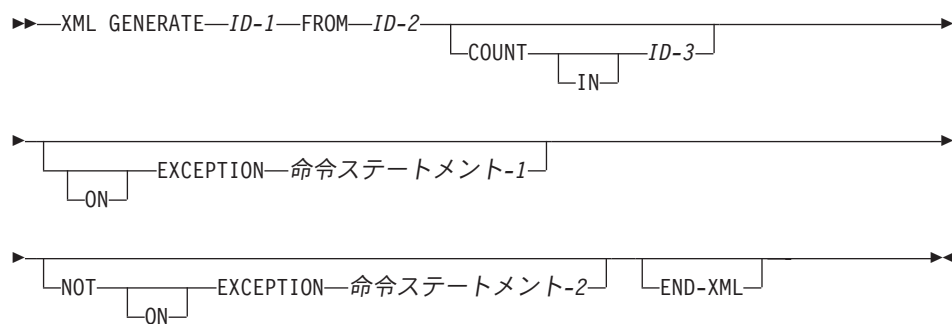 XML GENERATE ID-1 FROM ID-2
COUNT ID-3
IN
EXCEPTION 命令ステートメント-1
ON
NOT EXCEPTION 命令ステートメント-2 END-XML
ON